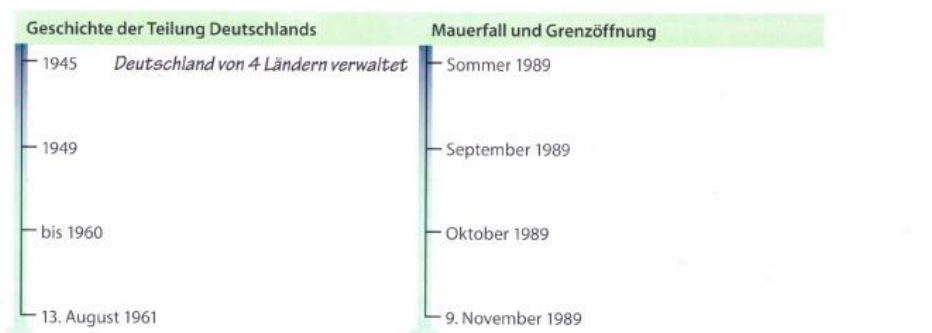 Geschichte der Teilung Deutschlands
1945 Deutschland von 4 Ländern verwaltet
1949
bis 1960
13. August 1961
Mauerfall und Grenzöffnung
Sommer 1989
September 1989
Oktober 1989
9. November 1989